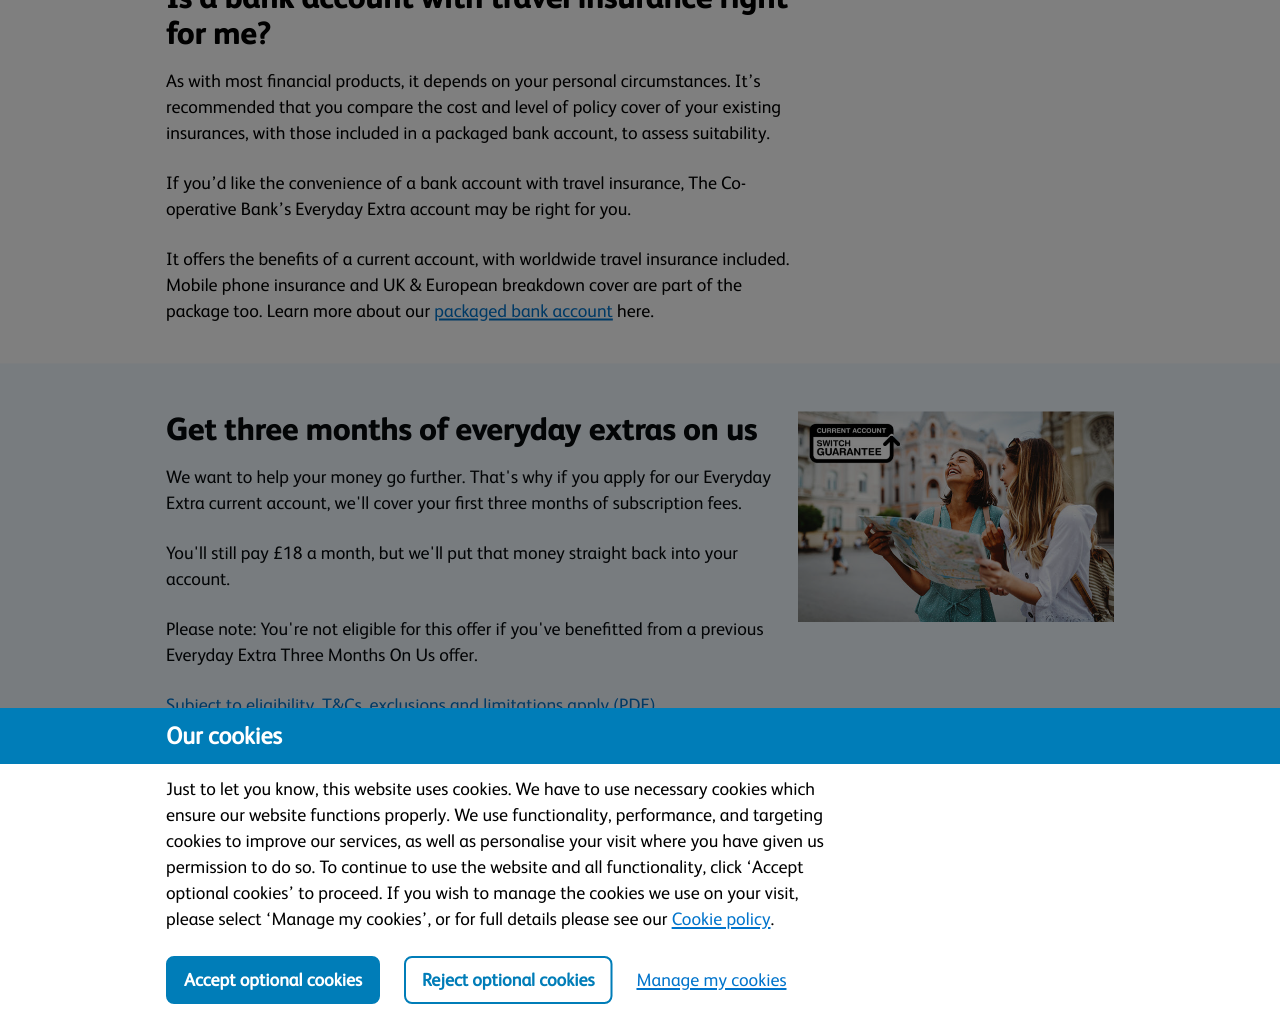 Is a bank account with travel insurance right
for me?
As with most financial products, it depends on your personal circumstances. It’s
recommended that you compare the cost and level of policy cover of your existing
insurances, with those included in a packaged bank account, to assess suitability.
If you’d like the convenience of a bank account with travel insurance, The Co-
operative Bank’s Everyday Extra account may be right for you.
It offers the benefits of a current account, with worldwide travel insurance included.
Mobile phone insurance and UK & European breakdown cover are part of the
package too. Learn more about our packaged bank account here.
Get three months of everyday extras on us
We want to help your money go further. That's why if you apply for our Everyday
Extra current account, we'll cover your first three months of subscription fees.
You'll still pay £18 a month, but we'll put that money straight back into your
account.
Please note: You're not eligible for this offer if you've benefitted from a previous
Everyday Extra Three Months On Us offer.
Subject to eligibility. T&Cs, exclusions and limitations apply (PDF)
CURRENT ACCOUNT
SWITCH
GUARANTEE
Our cookies
Just to let you know, this website uses cookies. We have to use necessary cookies which
ensure our website functions properly. We use functionality, performance, and targeting
cookies to improve our services, as well as personalise your visit where you have given us
permission to do so. To continue to use the website and all functionality, click ‘Accept
optional cookies’ to proceed. If you wish to manage the cookies we use on your visit,
please select ‘Manage my cookies’, or for full details please see our Cookie policy.
Accept optional cookies
Reject optional cookies
Manage my cookies